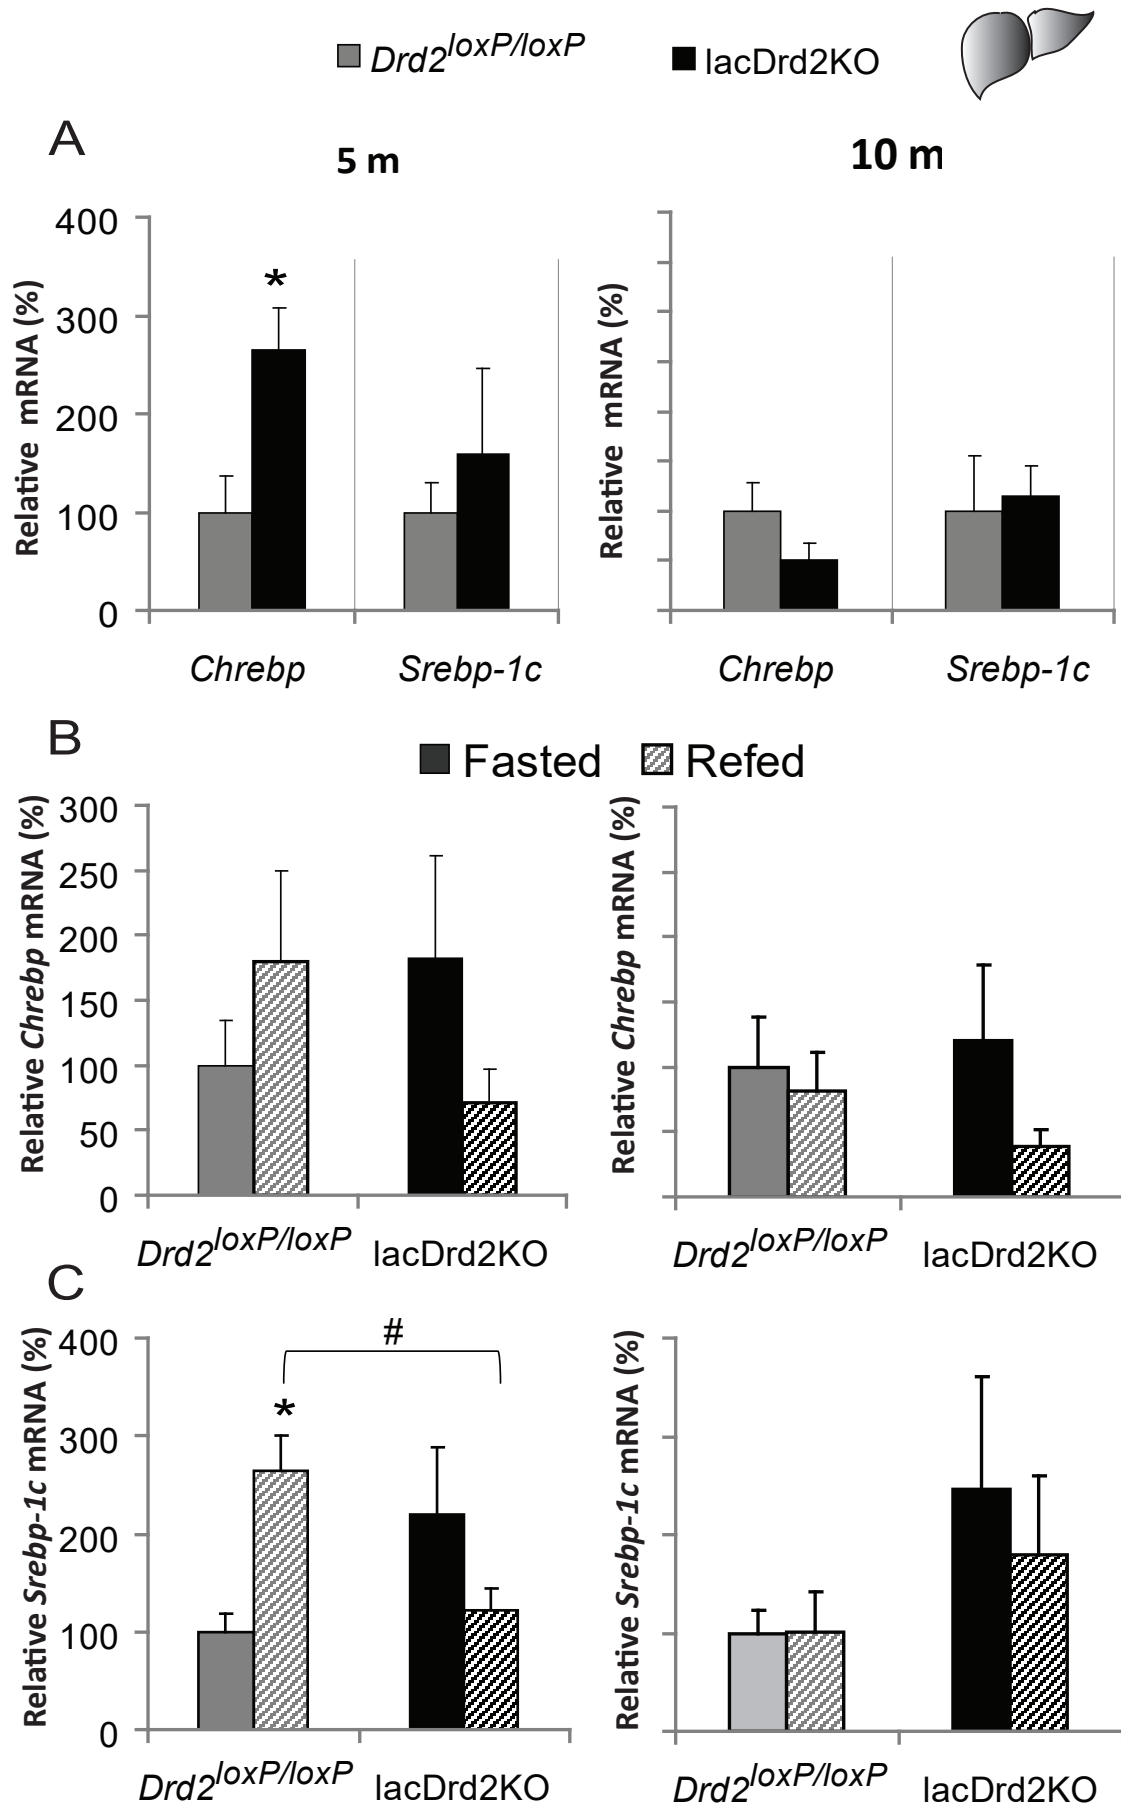 Drd2loxP/loxP lacDrd2KO
A
5 m 10 m
Relative mRNA (%)
400
300
200
100
0
Chrebp Srebp-1c
Relative mRNA (%)
Chrebp Srebp-1c
*
B
Fasted Refed
Relative Chrebp mRNA (%)
300
250
200
150
100
50
0
Drd2loxP/loxP lacDrd2KO
Relative Chrebp mRNA (%)
Drd2loxP/loxP lacDrd2KO
C
Relative Srebp-1c mRNA (%)
400
300
200
100
0
#
*
Drd2loxP/loxP lacDrd2KO
Relative Srebp-1c mRNA (%)
Drd2loxP/loxP lacDrd2KO